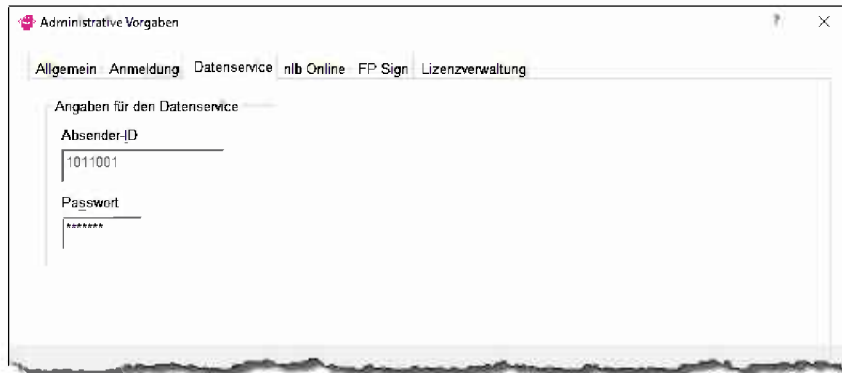 Administrative Vorgaben ?
Allgemein Anmeldung Datenservice nlb Online FP Sign Lizenzverwaltung
Angaben für den Datenservice
Absender-ID
1011001
Passwort
*******